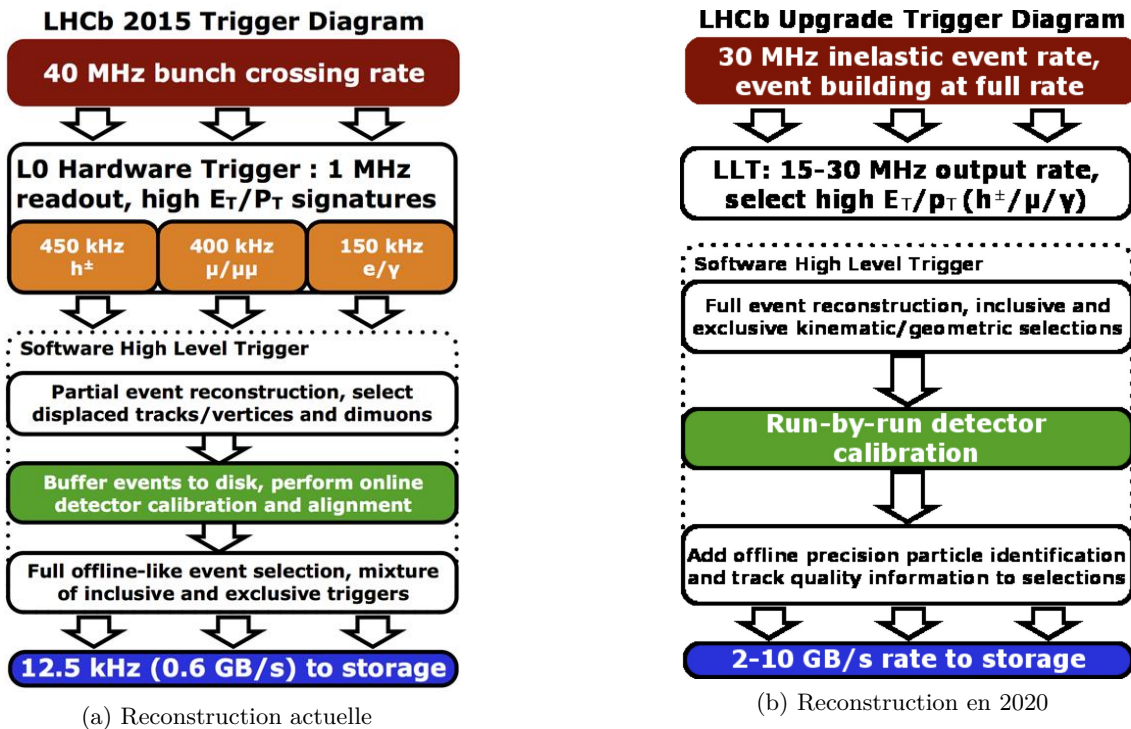 LHCb 2015 Trigger Diagram
40 MHz bunch crossing rate
L0 Hardware Trigger : 1 MHz
readout, high Eᴛ/Pᴛ signatures
450 kHz
h±
400 kHz
µ/µµ
150 kHz
e/γ
Software High Level Trigger
Partial event reconstruction, select
displaced tracks/vertices and dimuons
Buffer events to disk, perform online
detector calibration and alignment
Full offline-like event selection, mixture
of inclusive and exclusive triggers
12.5 kHz (0.6 GB/s) to storage
(a) Reconstruction actuelle
LHCb Upgrade Trigger Diagram
30 MHz inelastic event rate,
event building at full rate
LLT: 15-30 MHz output rate,
select high Eᴛ/pᴛ (h±/µ/γ)
Software High Level Trigger
Full event reconstruction, inclusive and
exclusive kinematic/geometric selections
Run-by-run detector
calibration
Add offline precision particle identification
and track quality information to selections
2-10 GB/s rate to storage
(b) Reconstruction en 2020